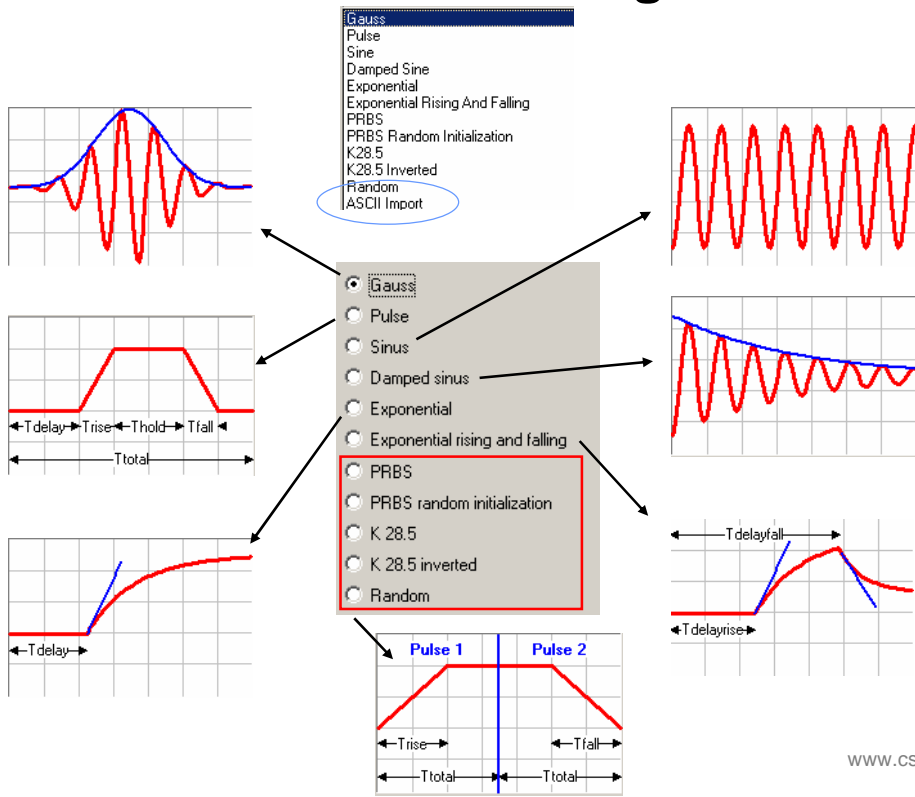 Gauss
Pulse
Sine
Damped Sine
Exponential
Exponential Rising And Falling
PRBS
PRBS Random Initialization
K28.5
K28.5 Inverted
Random
ASCII Import
Gauss
Pulse
Sinus
Damped sinus
Exponential
Exponential rising and falling
PRBS
PRBS random initialization
K 28.5
K 28.5 inverted
Random
Tdelay Trise Thold Tfall
Ttotal
Tdelay
Tdelayfall
Tdelayrise
Pulse 1 Pulse 2
Trise Tfall
Ttotal Ttotal
www.cs